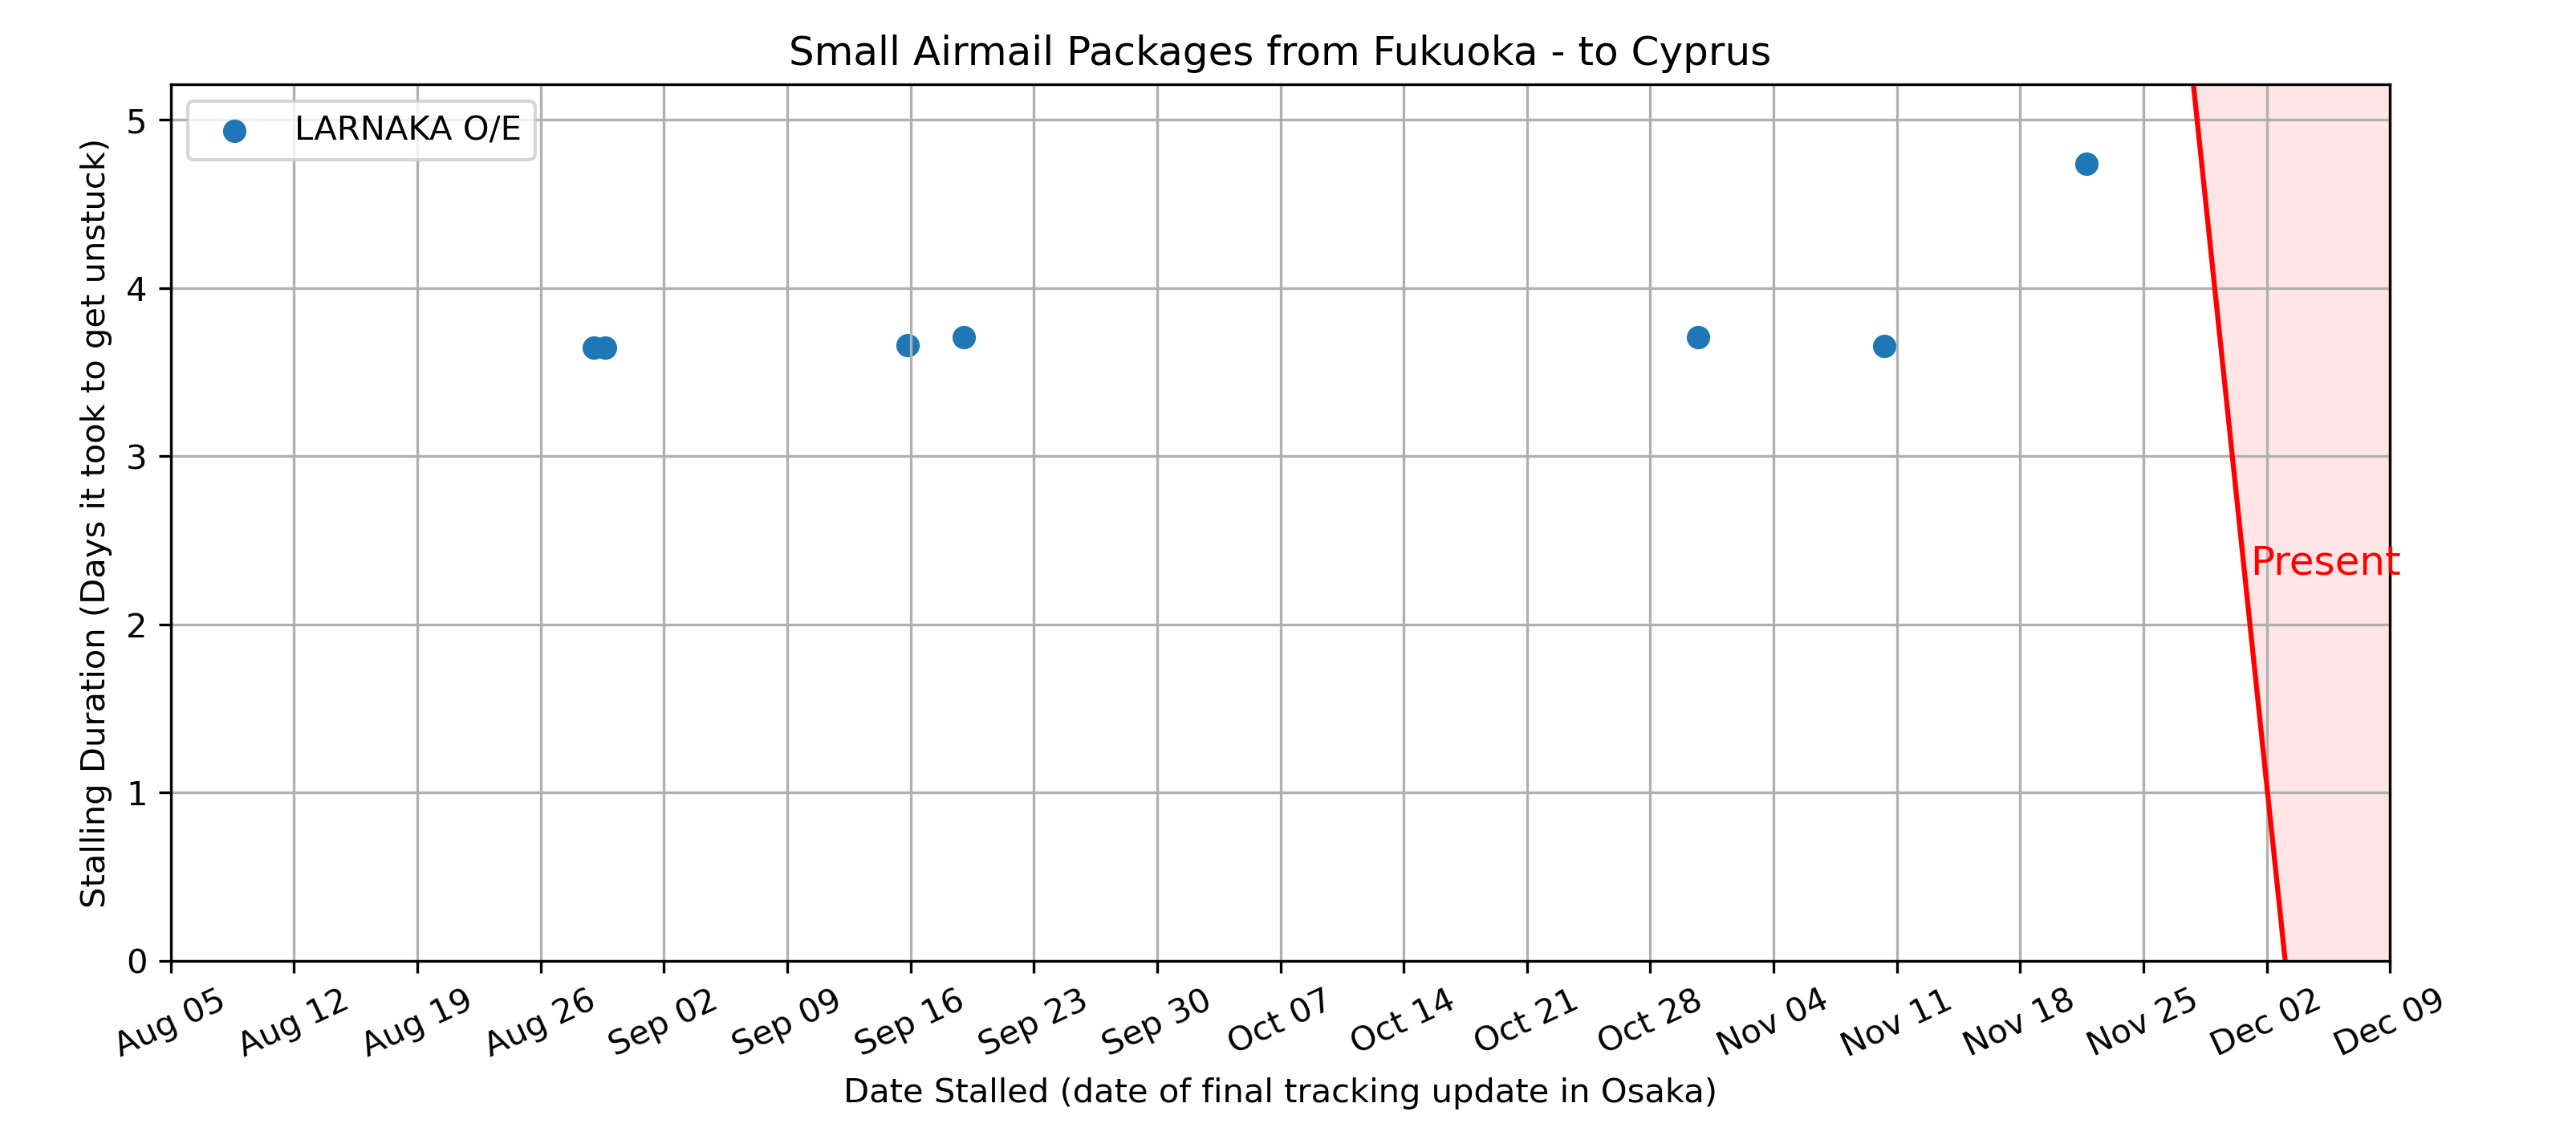 Small Airmail Packages from Fukuoka - to Cyprus
LARNAKA O/E
Stalling Duration (Days it took to get unstuck)
5
4
3
2
1
0
Present
Aug 05
Aug 12
Aug 19
Aug 26
Sep 02
Sep 09
Sep 16
Sep 23
Sep 30
Oct 07
Oct 14
Oct 21
Oct 28
Nov 04
Nov 11
Nov 18
Nov 25
Dec 02
Dec 09
Date Stalled (date of final tracking update in Osaka)